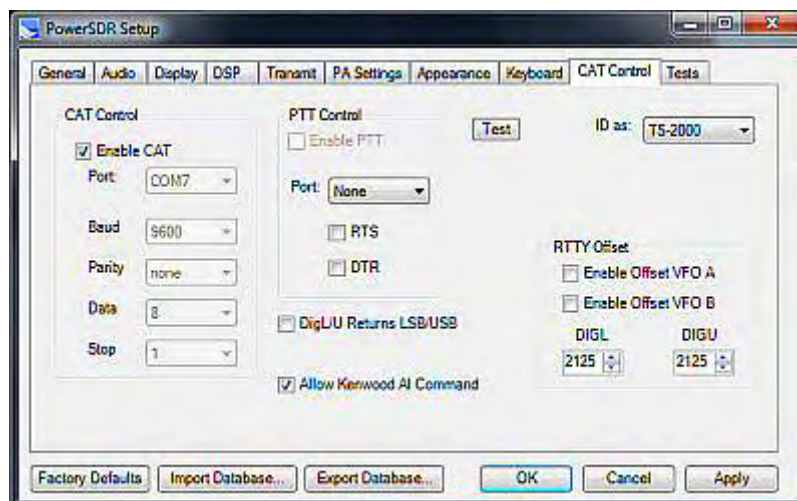 PowerSDR Setup
General Audio Display DSP Transmit PA Settings Appearance Keyboard CAT Control Tests
CAT Control
Enable CAT
Port: COM7
Baud 9600
Parity none
Data 8
Stop 1
PTT Control
Enable PTT
Port: None
RTS
DTR
DigL/U Returns LSB/USB
Allow Kenwood AI Command
Test
ID as: TS-2000
RTTY Offset
Enable Offset VFO A
Enable Offset VFO B
DIGL DIGU
2125 2125
Factory Defaults Import Database... Export Database... OK Cancel Apply